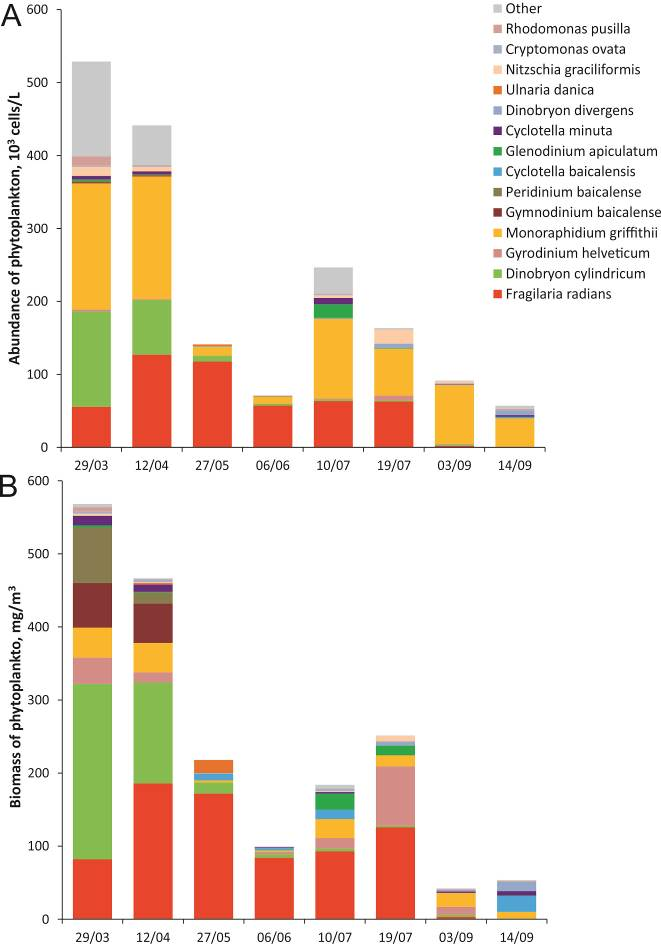 A
Abundance of phytoplankton, 10³ cells/L
600
500
400
300
200
100
0
29/03 12/04 27/05 06/06 10/07 19/07 03/09 14/09
Other
Rhodomonas pusilla
Cryptomonas ovata
Nitzschia graciliformis
Ulnaria danica
Dinobryon divergens
Cyclotella minuta
Glenodinium apiculatum
Cyclotella baicalensis
Peridinium baicalense
Gymnodinium baicalense
Monoraphidium griffithii
Gyrodinium helveticum
Dinobryon cylindricum
Fragilaria radians
B
Biomass of phytoplankto, mg/m³
600
500
400
300
200
100
0
29/03 12/04 27/05 06/06 10/07 19/07 03/09 14/09